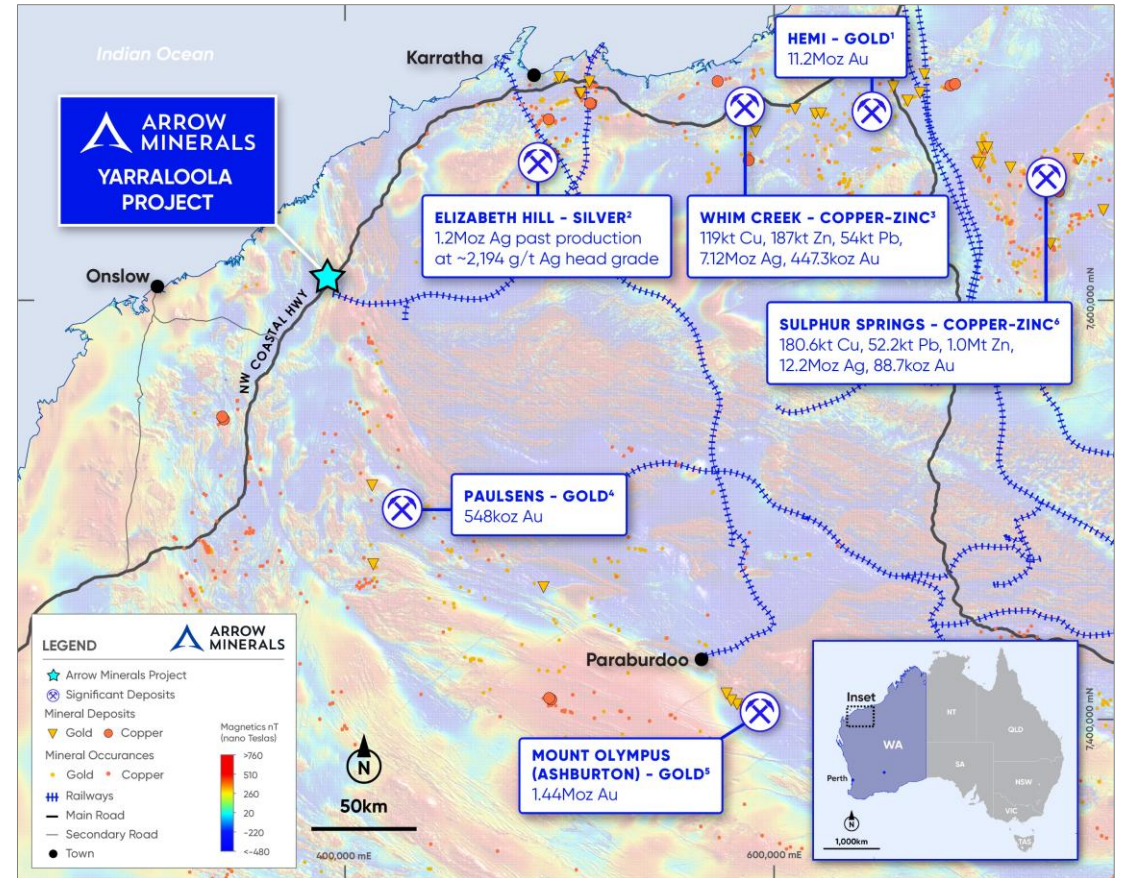 Indian Ocean
Karratha
HEMI - GOLD¹
11.2Moz Au
ARROW
MINERALS
YARRALOOLA
PROJECT
ELIZABETH HILL - SILVER²
1.2Moz Ag past production
at ~2,194 g/t Ag head grade
WHIM CREEK - COPPER-ZINC³
119kt Cu, 187kt Zn, 54kt Pb,
7.12Moz Ag, 447.3koz Au
Onslow
NW COASTAL HWY
7,600,000 mN
SULPHUR SPRINGS - COPPER-ZINC⁶
180.6kt Cu, 52.2kt Pb, 1.0Mt Zn,
12.2Moz Ag, 88.7koz Au
PAULSENS - GOLD⁴
548koz Au
Paraburdoo
MOUNT OLYMPUS
(ASHBURTON) - GOLD⁵
1.44Moz Au
LEGEND
ARROW
MINERALS
Arrow Minerals Project
Significant Deposits
Mineral Deposits
Gold Copper
Mineral Occurances
Gold Copper
Railways
Main Road
Secondary Road
Town
Magnetics nT
(nano Teslas)
>760
510
260
20
-220
<-480
N
50km
400,000 mE
600,000 mE
7,400,000 mN
Inset
NT
QLD
WA
SA
Perth
NSW
VIC
TAS
N
1,000km